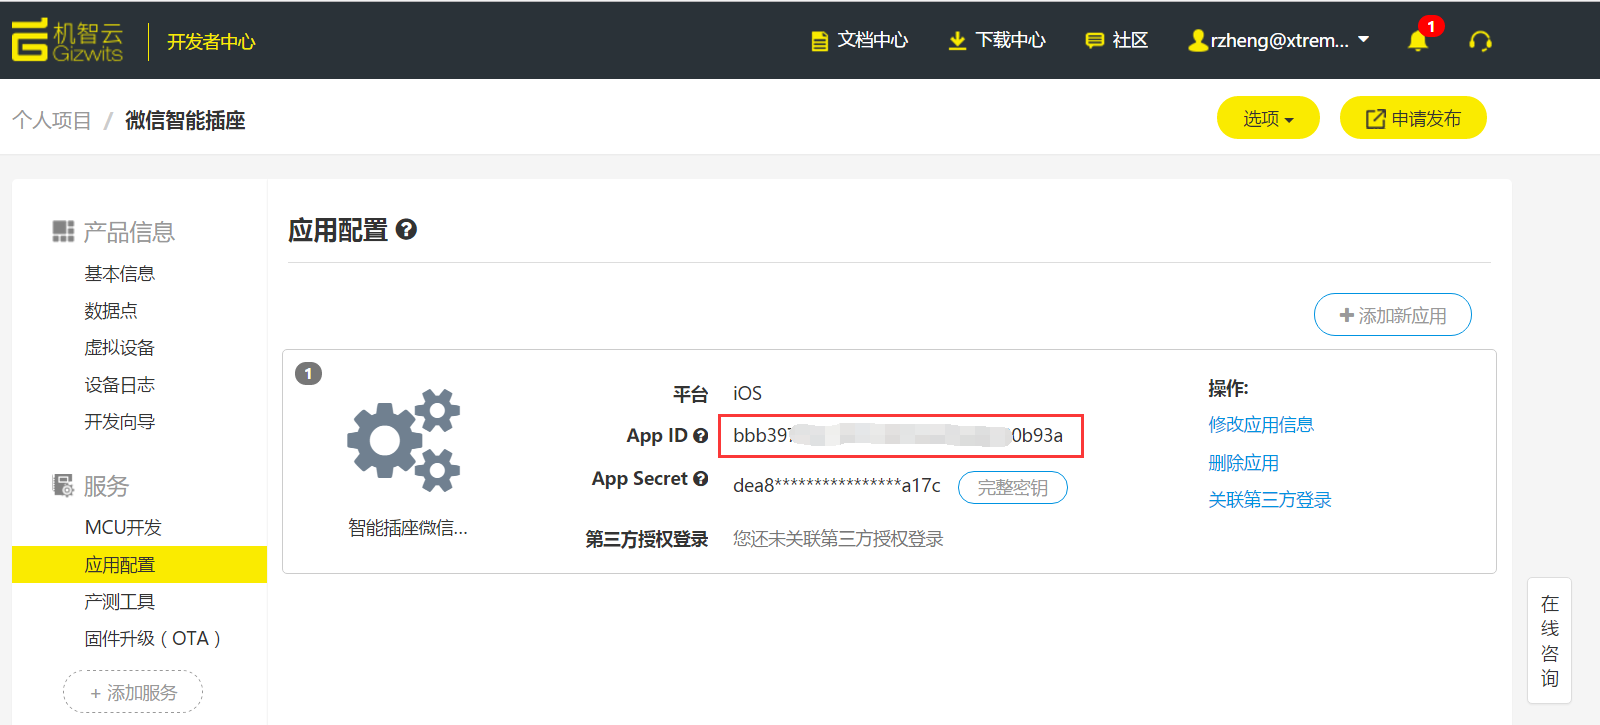 机智云
Gizwits
开发者中心
文档中心
下载中心
社区
rzheng@xtrem...
1
个人项目 / 微信智能插座
选项
申请发布
产品信息
基本信息
数据点
虚拟设备
设备日志
开发向导
服务
MCU开发
应用配置
产测工具
固件升级（OTA）
+ 添加服务
应用配置 ?
添加新应用
1
智能插座微信...
平台 iOS
App ID ? bbb397 0b93a
App Secret ? dea8****************a17c 完整密钥
第三方授权登录 您还未关联第三方授权登录
操作:
修改应用信息
删除应用
关联第三方登录
在
线
咨
询